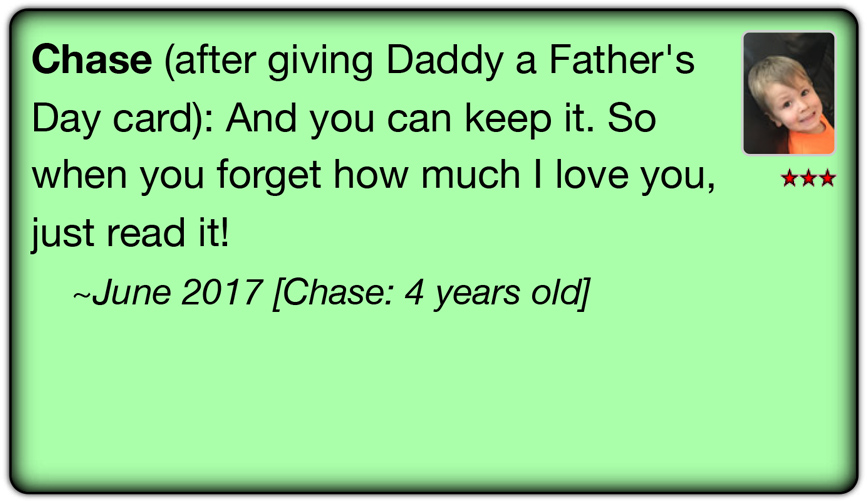 Chase (after giving Daddy a Father's
Day card): And you can keep it. So
when you forget how much I love you,
just read it!
~June 2017 [Chase: 4 years old]